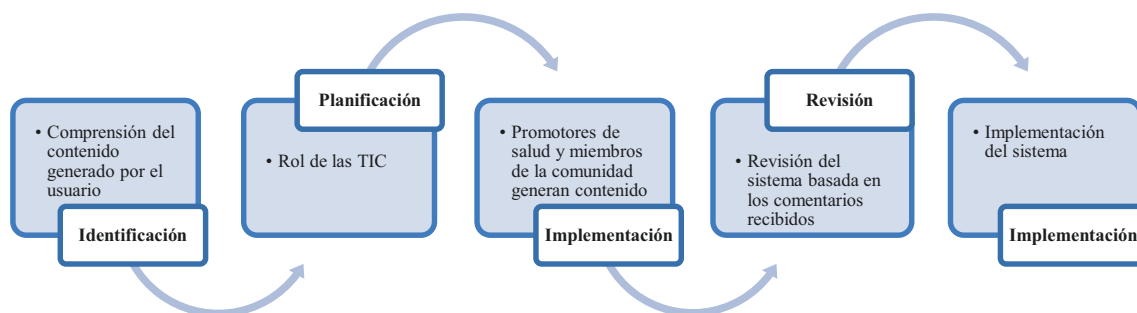 • Comprensión del
contenido
generado por el
usuario
Identificación
Planificación
• Rol de las TIC
• Promotores de
salud y miembros
de la comunidad
generan contenido
Implementación
Revisión
• Revisión del
sistema basada en
los comentarios
recibidos
• Implementación
del sistema
Implementación